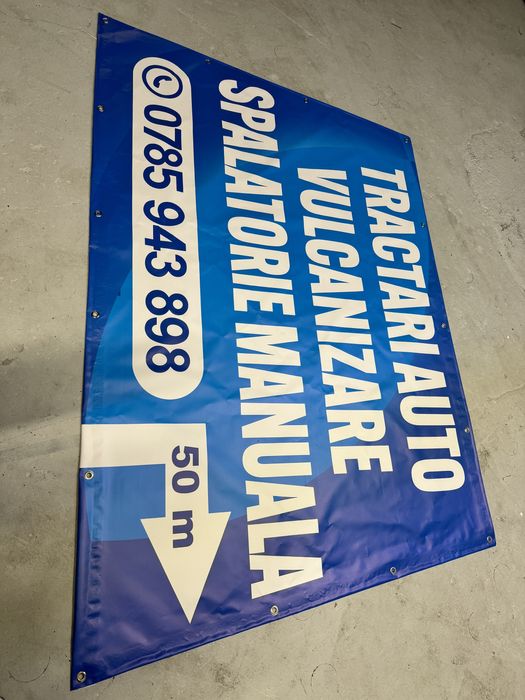 TRACTARI AUTO
VULCANIZARE
SPALATORIE MANUALA
0785 943 898
50 m